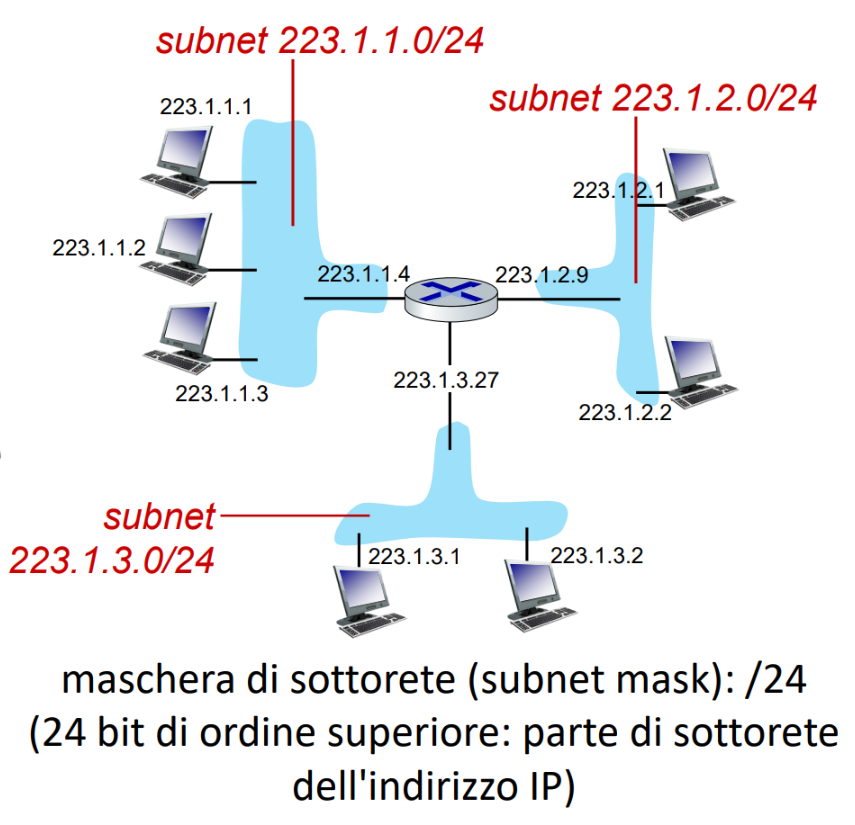 subnet 223.1.1.0/24
subnet 223.1.2.0/24
223.1.1.1
223.1.2.1
223.1.1.2
223.1.1.4
223.1.2.9
223.1.3.27
223.1.1.3
223.1.2.2
subnet
223.1.3.0/24
223.1.3.1
223.1.3.2
maschera di sottorete (subnet mask): /24
(24 bit di ordine superiore: parte di sottorete
dell'indirizzo IP)